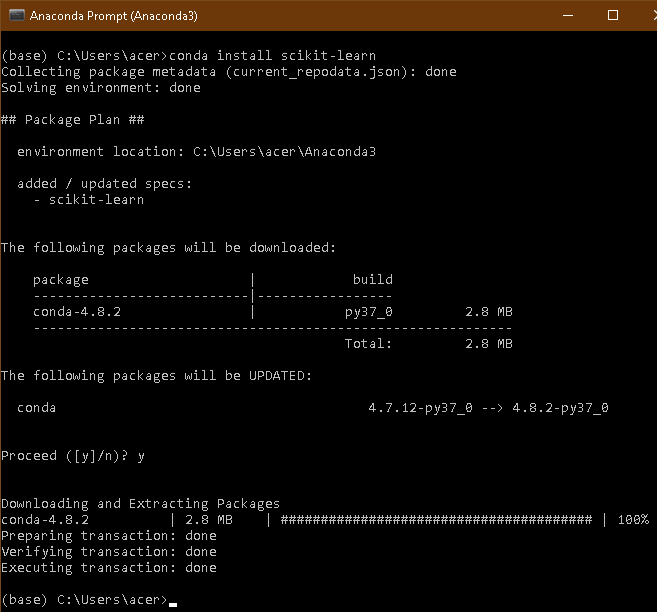 Anaconda Prompt (Anaconda3)
(base) C:\Users\acer>conda install scikit-learn
Collecting package metadata (current_repodata.json): done
Solving environment: done
## Package Plan ##
environment location: C:\Users\acer\Anaconda3
added / updated specs:
- scikit-learn
The following packages will be downloaded:
package | build
---------------------------|-----------------
conda-4.8.2 | py37_0 2.8 MB
------------------------------------------------------------
Total: 2.8 MB
The following packages will be UPDATED:
conda 4.7.12-py37_0 --> 4.8.2-py37_0
Proceed ([y]/n)? y
Downloading and Extracting Packages
conda-4.8.2 | 2.8 MB | ####################################### | 100%
Preparing transaction: done
Verifying transaction: done
Executing transaction: done
(base) C:\Users\acer>